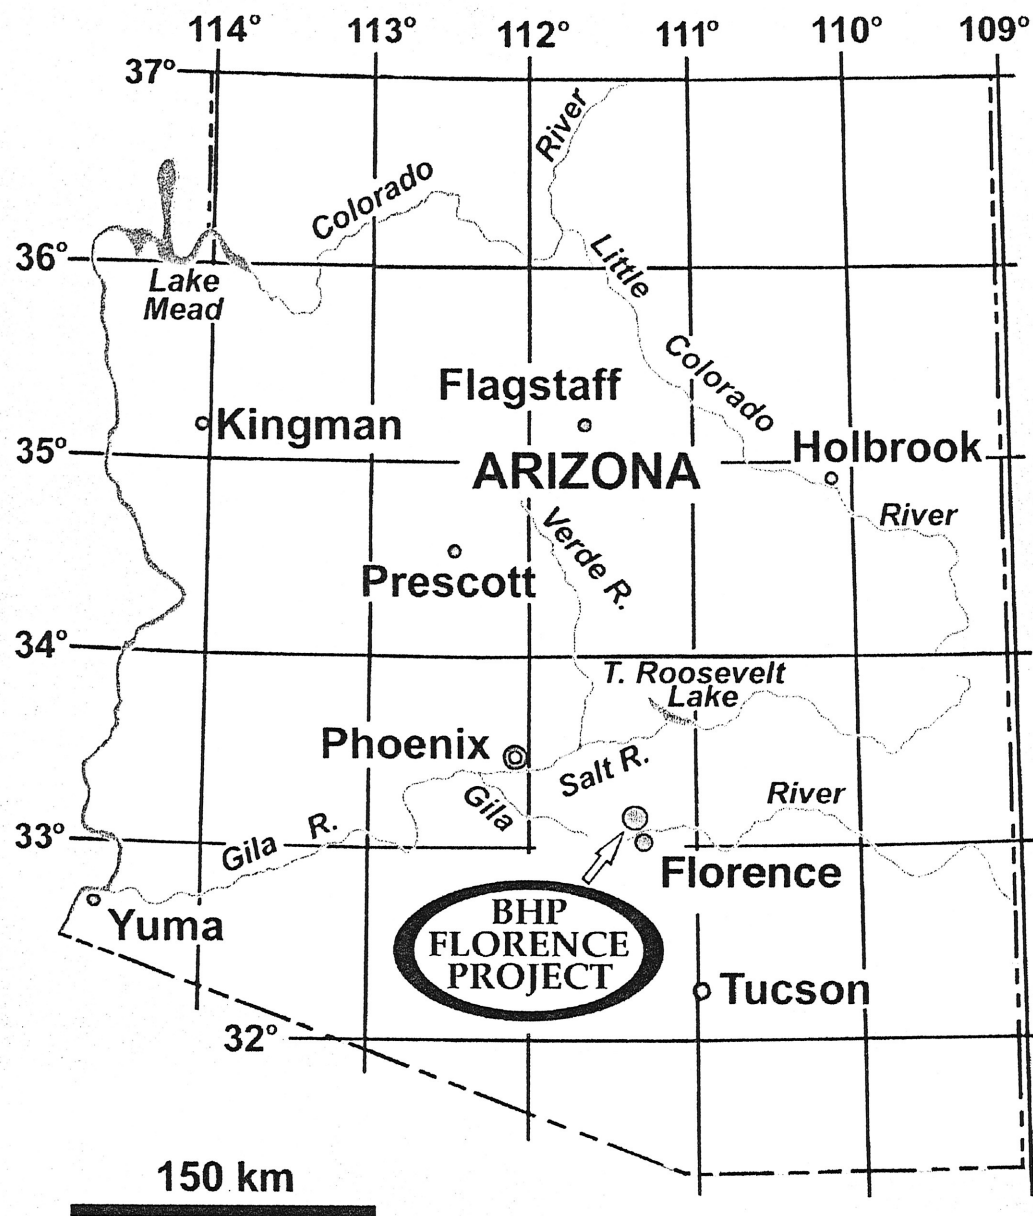 114° 113° 112° 111° 110° 109°
37°
River
Colorado
36°
Little
Lake
Mead
Colorado
Flagstaff
Kingman
Holbrook
35°
ARIZONA
River
Verde R.
Prescott
34°
T. Roosevelt
Lake
Phoenix
Salt R.
Gila
River
33°
Gila R.
Florence
BHP
FLORENCE
PROJECT
Yuma
Tucson
32°
150 km